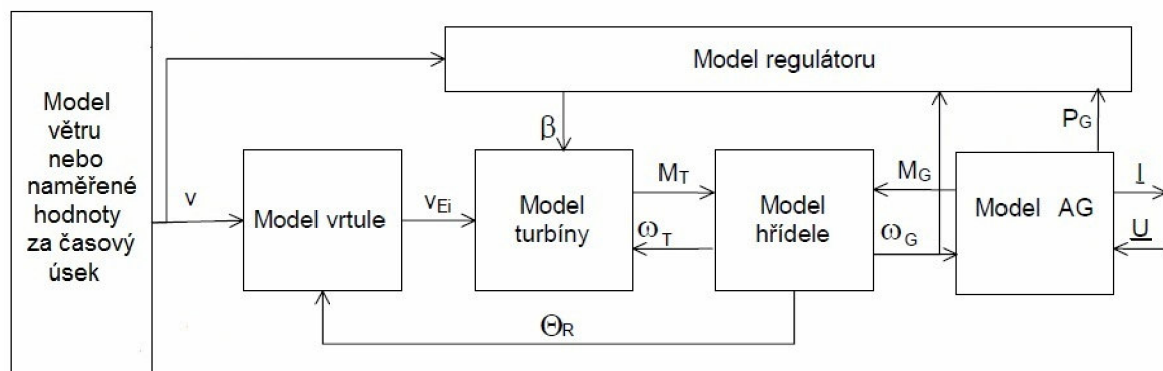 Model
větru
nebo
naměřené
hodnoty
za časový
úsek
Model regulátoru
β
PG
v
Model vrtule
vEi
Model
turbíny
MT
ωT
Model
hřídele
MG
ωG
Model AG
I
U
ΘR